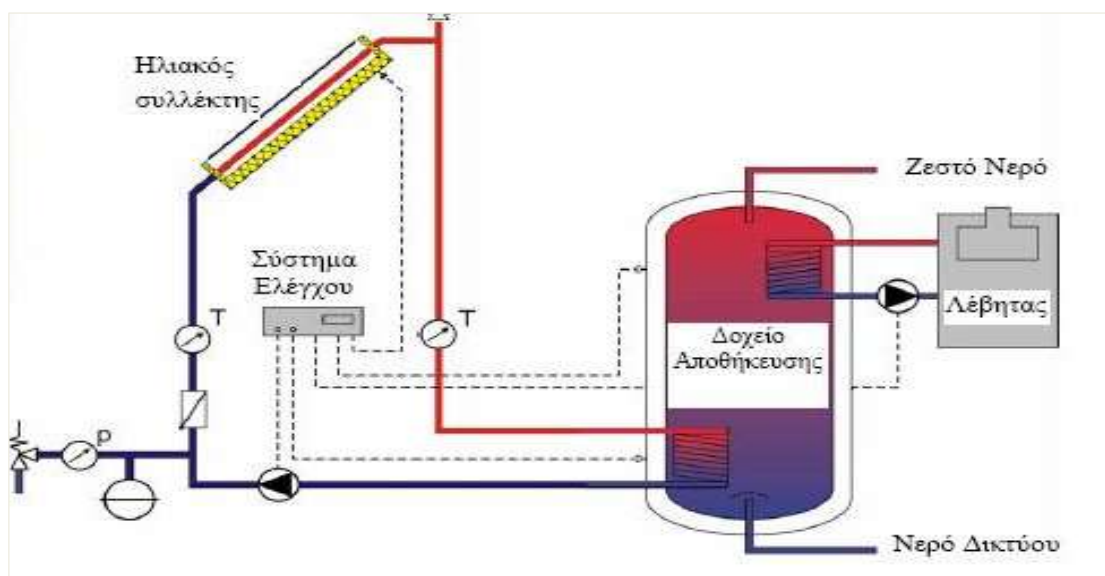 Ηλιακός
συλλέκτης
Ζεστό Νερό
Σύστημα
Ελέγχου
T
T
Λέβητας
Δοχείο
Αποθήκευσης
p
Νερό Δικτύου